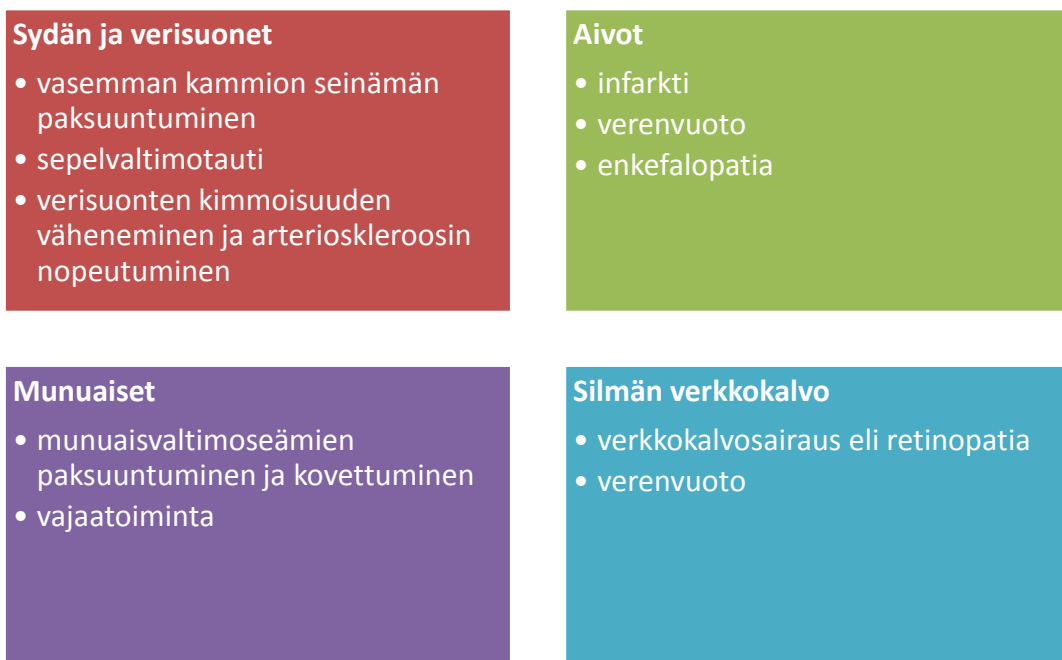 Sydän ja verisuonet
• vasemman kammion seinämän
paksuuntuminen
• sepelvaltimotauti
• verisuonten kimmoisuuden
väheneminen ja arterioskleroosin
nopeutuminen
Aivot
• infarkti
• verenvuoto
• enkefalopatia
Munuaiset
• munuaisvaltimoseämien
paksuuntuminen ja kovettuminen
• vajaatoiminta
Silmän verkkokalvo
• verkkokalvosairaus eli retinopatia
• verenvuoto